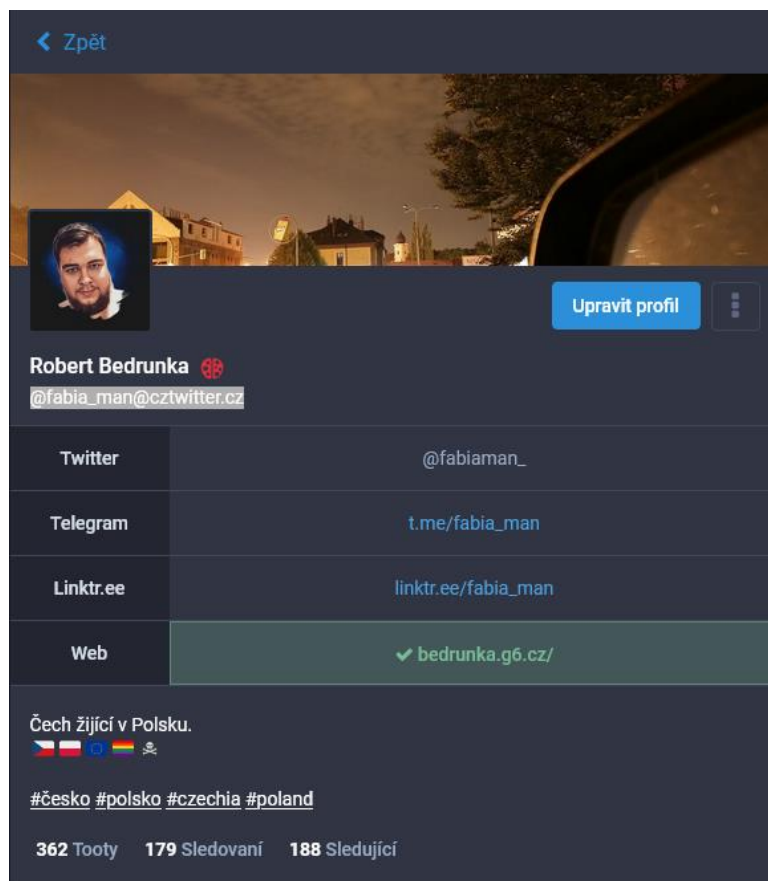 Zpět
Upravit profil
Robert Bedrunka
@fabia_man@cztwitter.cz
Twitter @fabiaman_
Telegram t.me/fabia_man
Linktr.ee linktr.ee/fabia_man
Web bedrunka.g6.cz/
Čech žijící v Polsku.
#česko #polsko #czechia #poland
362 Tooty 179 Sledovaní 188 Sledující